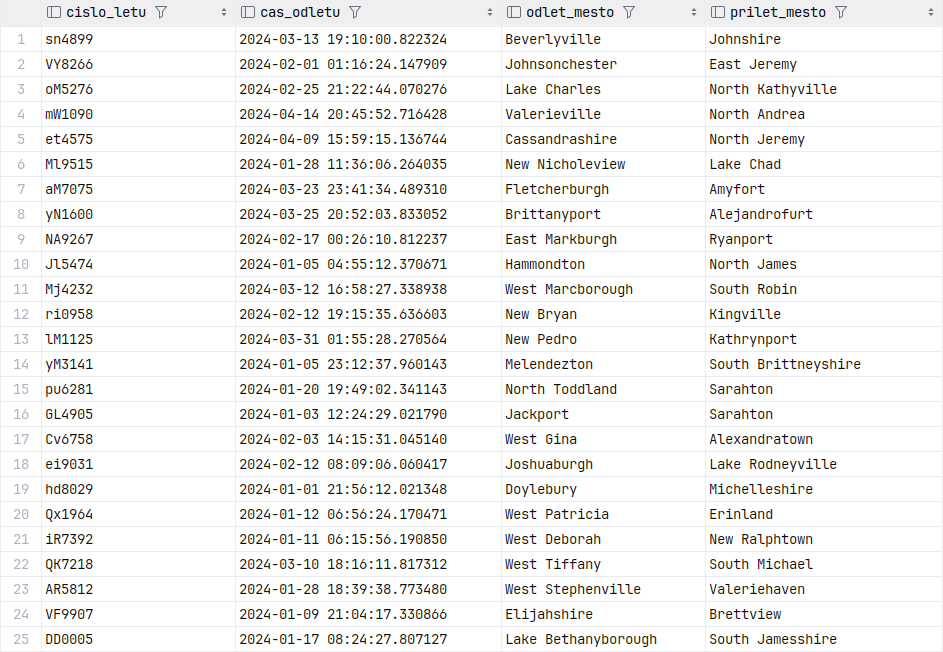 cislo_letu cas_odletu odlet_mesto prilet_mesto
1 sn4899 2024-03-13 19:10:00.822324 Beverlyville Johnshire
2 VY8266 2024-02-01 01:16:24.147909 Johnsonchester East Jeremy
3 oM5276 2024-02-25 21:22:44.070276 Lake Charles North Kathyville
4 mW1090 2024-04-14 20:45:52.716428 Valerieville North Andrea
5 et4575 2024-04-09 15:59:15.136744 Cassandrashire North Jeremy
6 Ml9515 2024-01-28 11:36:06.264035 New Nicholeview Lake Chad
7 aM7075 2024-03-23 23:41:34.489310 Fletcherburgh Amyfort
8 yN1600 2024-03-25 20:52:03.833052 Brittanyport Alejandrofurt
9 NA9267 2024-02-17 00:26:10.812237 East Markburgh Ryanport
10 Jl5474 2024-01-05 04:55:12.370671 Hammondton North James
11 Mj4232 2024-03-12 16:58:27.338938 West Marcborough South Robin
12 ri0958 2024-02-12 19:15:35.636603 New Bryan Kingville
13 lM1125 2024-03-31 01:55:28.270564 New Pedro Kathrynport
14 yM3141 2024-01-05 23:12:37.960143 Melendezton South Brittneyshire
15 pu6281 2024-01-20 19:49:02.341143 North Toddland Sarahton
16 GL4905 2024-01-03 12:24:29.021790 Jackport Sarahton
17 Cv6758 2024-02-03 14:15:31.045140 West Gina Alexandratown
18 ei9031 2024-02-12 08:09:06.060417 Joshuaburgh Lake Rodneyville
19 hd8029 2024-01-01 21:56:12.021348 Doylebury Michelleshire
20 Qx1964 2024-01-12 06:56:24.170471 West Patricia Erinland
21 iR7392 2024-01-11 06:15:56.190850 West Deborah New Ralphtown
22 QK7218 2024-03-10 18:16:11.817312 West Tiffany South Michael
23 AR5812 2024-01-28 18:39:38.773480 West Stephenville Valeriehaven
24 VF9907 2024-01-09 21:04:17.330866 Elijahshire Brettview
25 DD0005 2024-01-17 08:24:27.807127 Lake Bethanyborough South Jamesshire